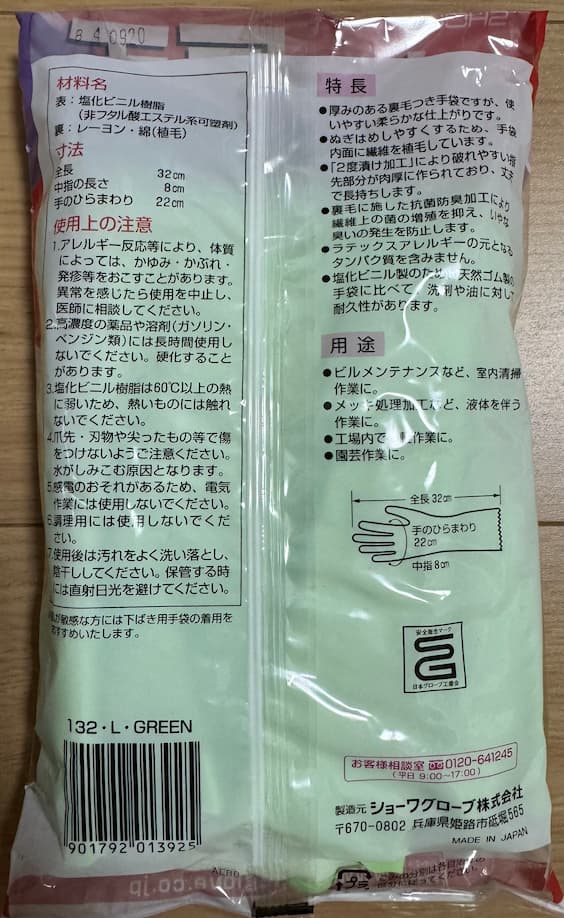 8 4 0920
材料名
表：塩化ビニル樹脂
(非フタル酸エステル系可塑剤)
裏：レーヨン・綿(植毛)
寸法
全長 32cm
中指の長さ 8cm
手のひらまわり 22cm
使用上の注意
1.アレルギー反応等により、体質
によっては、かゆみ・かぶれ・
発疹等をおこすことがあります。
異常を感じたら使用を中止し、
医師に相談してください。
2.高濃度の薬品や溶剤(ガソリン・
ベンジン類)には長時間使用し
ないでください。硬化すること
があります。
3.塩化ビニル樹脂は60℃以上の熱
に弱いため、熱いものには触れ
ないでください。
4.爪先・刃物や尖ったもの等で傷
をつけないようご注意ください。
水がしみこむ原因となります。
5.感電のおそれがあるため、電気
作業には使用しないでください。
6.調理用には使用しないでくだ
さい。
7.使用後は汚れをよく洗い落とし、
陰干ししてください。保管する時
には直射日光を避けてください。
が敏感な方には下ばき用手袋の着用を
おすすめいたします。
132・L・GREEN
901792 013925
特長
●厚みのある裏毛つき手袋ですが、使
いやすい柔らかな仕上がりです。
●ぬぎはめしやすくするため、手袋
内面に繊維を植毛しています。
●「2度漬け加工」により破れやすい指
先部分が肉厚に作られており、丈夫
で長持ちします。
●裏毛に施した抗菌防臭加工により
繊維上の菌の増殖を抑え、いやな
臭いの発生を防止します。
●ラテックスアレルギーの元となる
タンパク質を含みません。
●塩化ビニル製のため、天然ゴム製の
手袋に比べて、洗剤や油に対し
耐久性があります。
用途
●ビルメンテナンスなど、室内清掃
作業に。
●メッキ処理加工など、液体を伴う
作業に。
●工場内で 作業に。
●園芸作業に。
全長32cm
手のひらまわり
22cm
中指8cm
安全衛生マーク
SG
日本グローブ工業会
お客様相談室 0120-641245
(平日 9:00〜17:00)
製造元 ショーワグローブ株式会社
〒670-0802 兵庫県姫路市砥堀565
MADE IN JAPAN
プラ
.co.jp